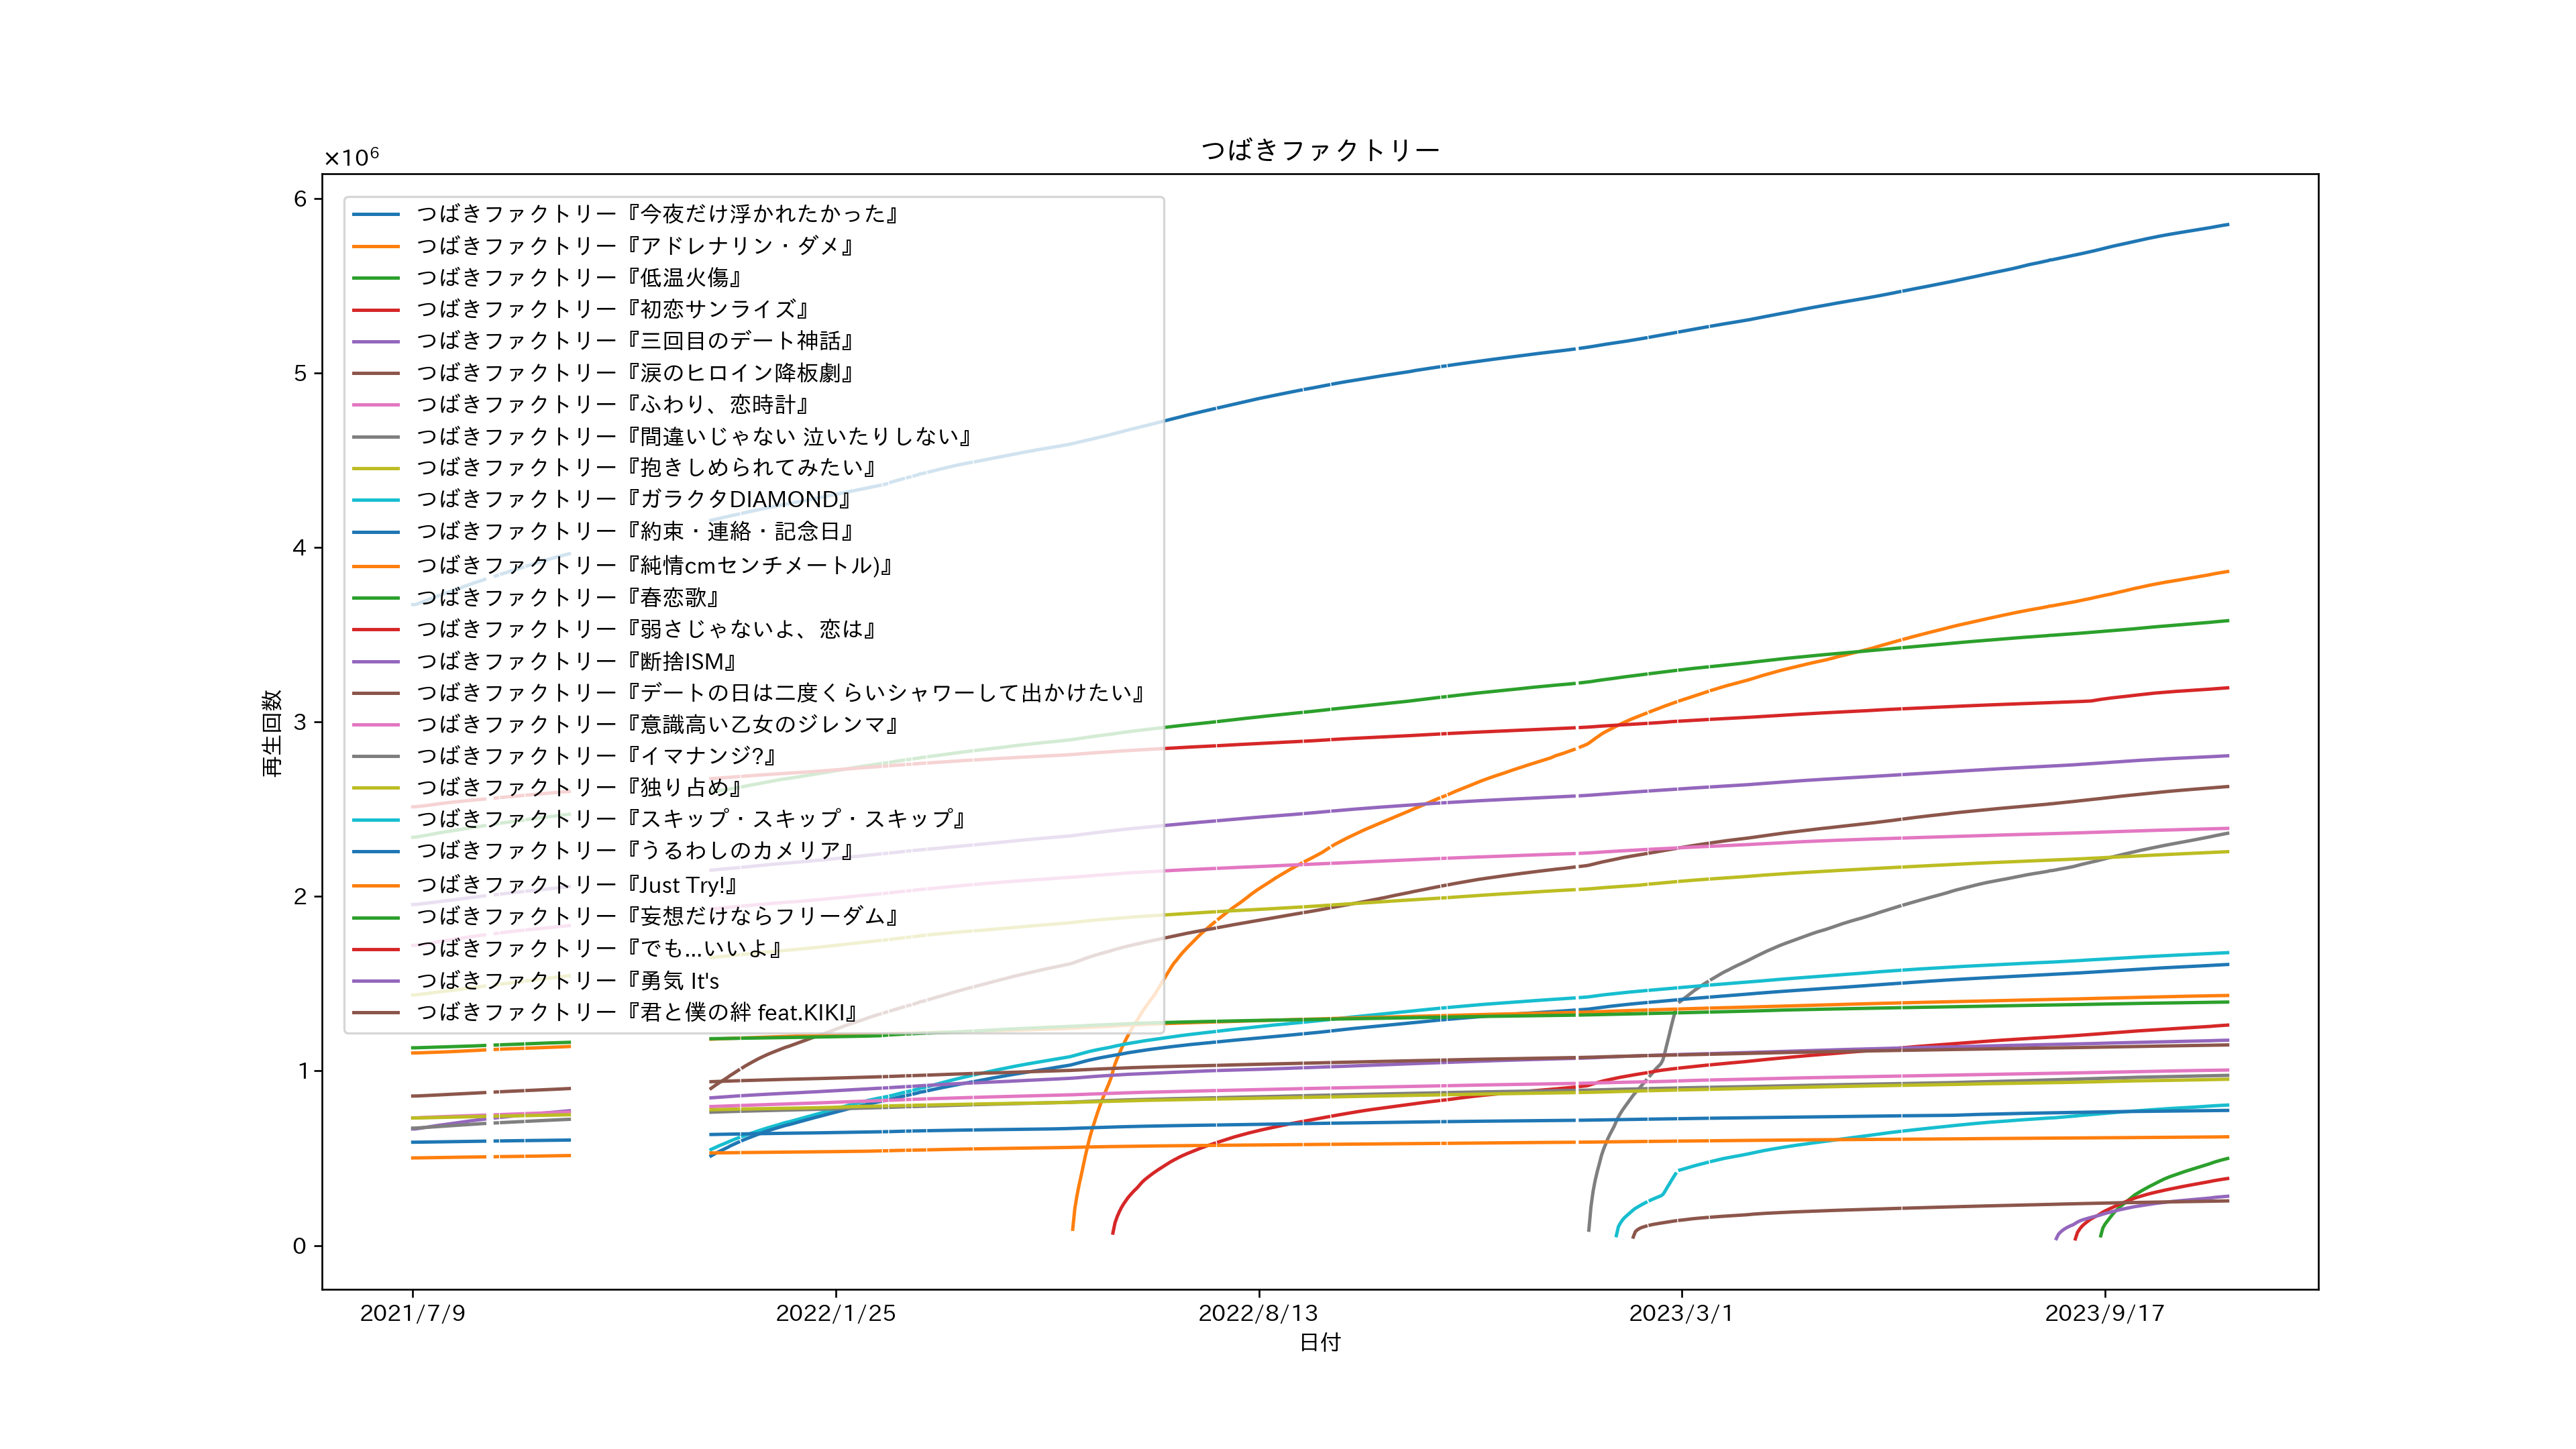 つばきファクトリー
×10⁶
6
5
4
3
2
1
0
再生回数
つばきファクトリー『今夜だけ浮かれたかった』
つばきファクトリー『アドレナリン・ダメ』
つばきファクトリー『低温火傷』
つばきファクトリー『初恋サンライズ』
つばきファクトリー『三回目のデート神話』
つばきファクトリー『涙のヒロイン降板劇』
つばきファクトリー『ふわり、恋時計』
つばきファクトリー『間違いじゃない 泣いたりしない』
つばきファクトリー『抱きしめられてみたい』
つばきファクトリー『ガラクタDIAMOND』
つばきファクトリー『約束・連絡・記念日』
つばきファクトリー『純情cmセンチメートル)』
つばきファクトリー『春恋歌』
つばきファクトリー『弱さじゃないよ、恋は』
つばきファクトリー『断捨ISM』
つばきファクトリー『デートの日は二度くらいシャワーして出かけたい』
つばきファクトリー『意識高い乙女のジレンマ』
つばきファクトリー『イマナンジ?』
つばきファクトリー『独り占め』
つばきファクトリー『スキップ・スキップ・スキップ』
つばきファクトリー『うるわしのカメリア』
つばきファクトリー『Just Try!』
つばきファクトリー『妄想だけならフリーダム』
つばきファクトリー『でも...いいよ』
つばきファクトリー『勇気 It's
つばきファクトリー『君と僕の絆 feat.KIKI』
2021/7/9 2022/1/25 2022/8/13 2023/3/1 2023/9/17
日付